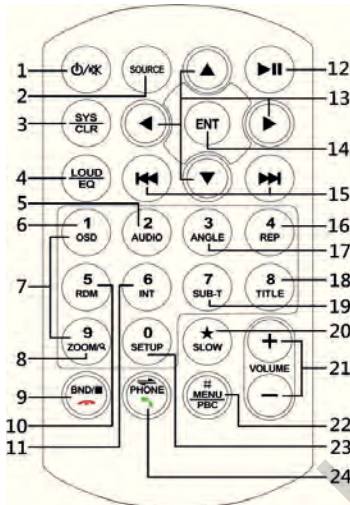 1
SOURCE
12
2
13
3
SYS
CLR
ENT
14
4
LOUD
EQ
15
5
6
1
OSD
2
AUDIO
3
ANGLE
4
REP
16
17
7
5
RDM
6
INT
7
SUB-T
8
TITLE
18
19
9
ZOOM/
0
SETUP
★
SLOW
+
VOLUME
−
20
21
8
9
BND/■
PHONE
#
MENU
PBC
22
10
11
23
24